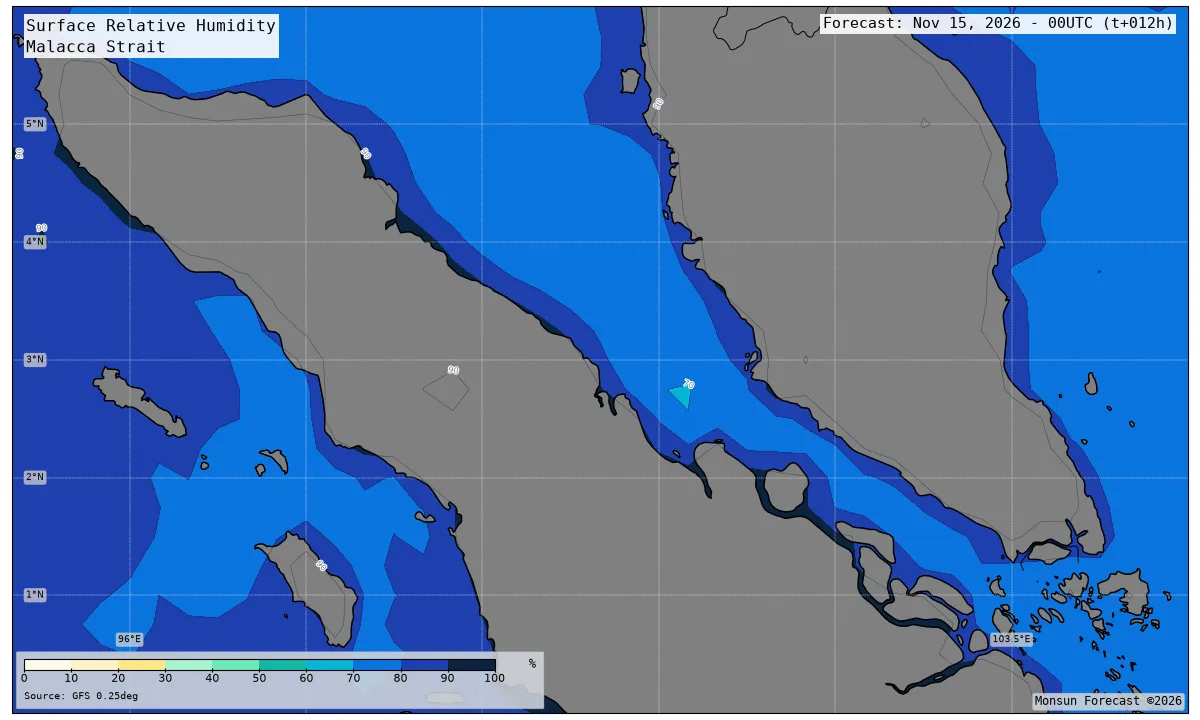 Surface Relative Humidity
Malacca Strait
Forecast: Nov 15, 2026 - 00UTC (t+012h)
90
5°N
90
90
90
4°N
3°N
90
70
2°N
90
1°N
96°E
103.5°E
%
0 10 20 30 40 50 60 70 80 90 100
Source: GFS 0.25deg
Monsun Forecast ©2026